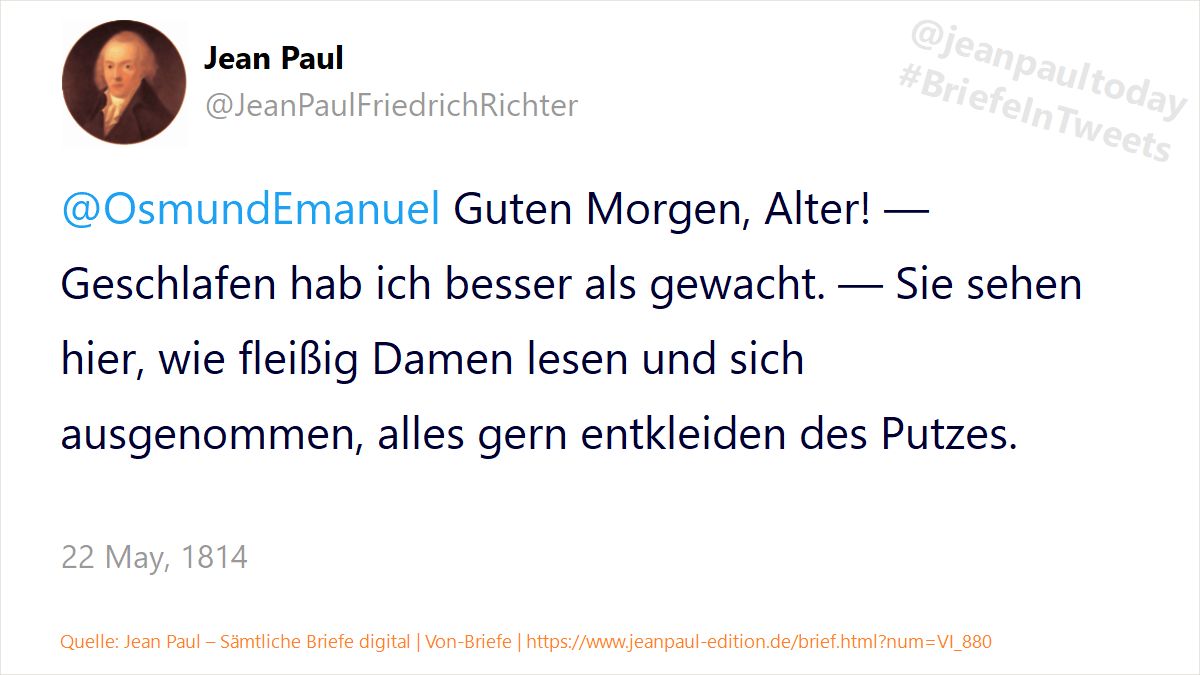 Jean Paul
@JeanPaulFriedrichRichter
@jeanpaultoday
#BriefeInTweets
@OsmundEmanuel Guten Morgen, Alter! —
Geschlafen hab ich besser als gewacht. — Sie sehen
hier, wie fleißig Damen lesen und sich
ausgenommen, alles gern entkleiden des Putzes.
22 May, 1814
Quelle: Jean Paul – Sämtliche Briefe digital | Von-Briefe | https://www.jeanpaul-edition.de/brief.html?num=VI_880